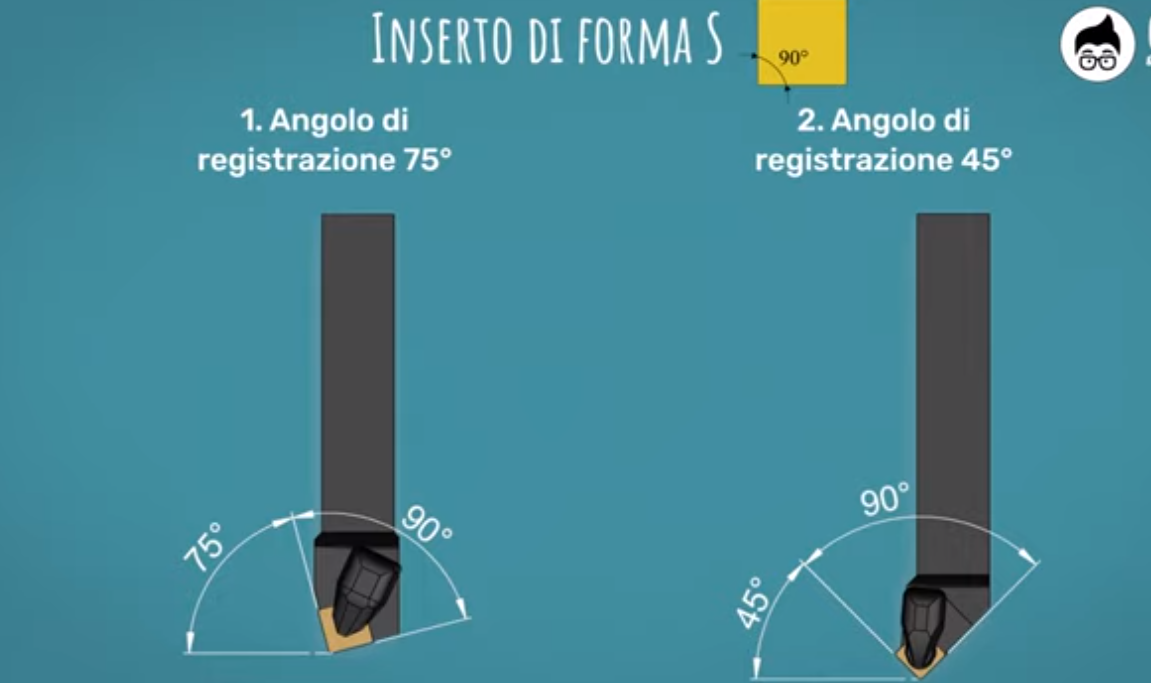 INSERTO DI FORMA S
90°
1. Angolo di
registrazione 75°
2. Angolo di
registrazione 45°
75°
90°
90°
45°